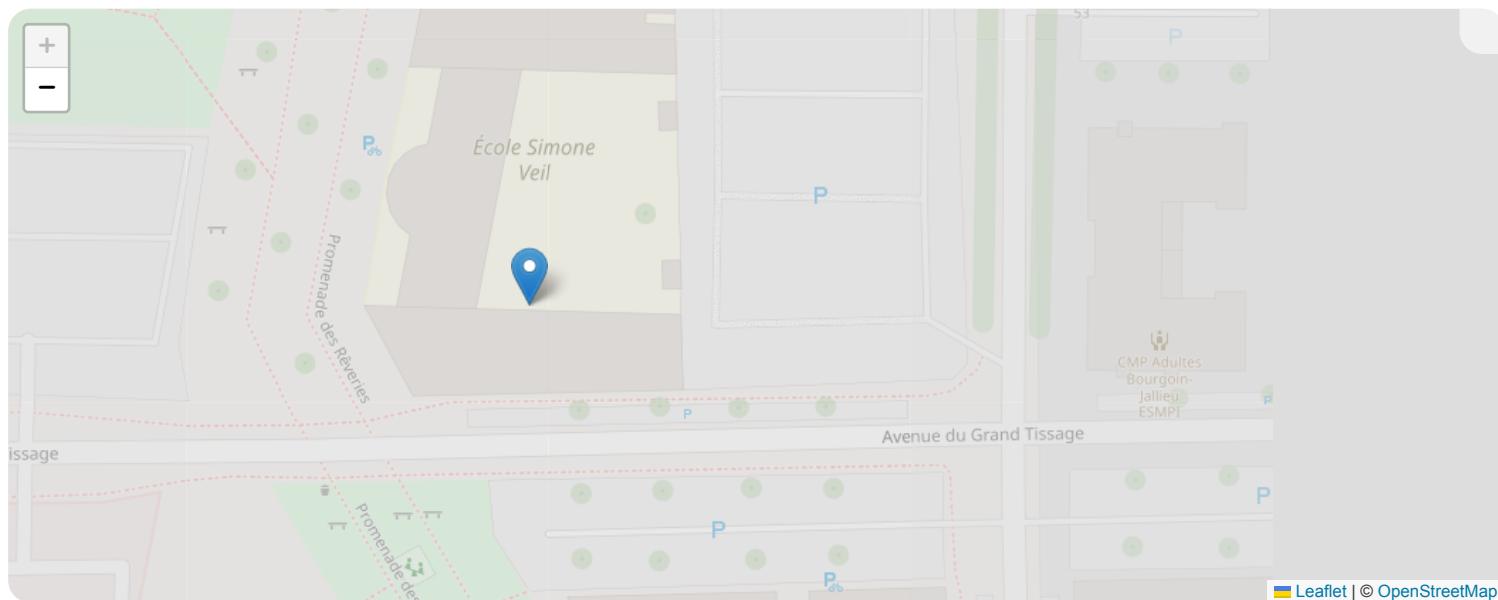 +
−
53
P
P
École Simone
Veil
P
Promenade des Rêveries
CMP Adultes
Bourgoin-
Jallieu
ESMPI
P
P
Avenue du Grand Tissage
issage
P
P
Promenade des
P
Leaflet | © OpenStreetMap